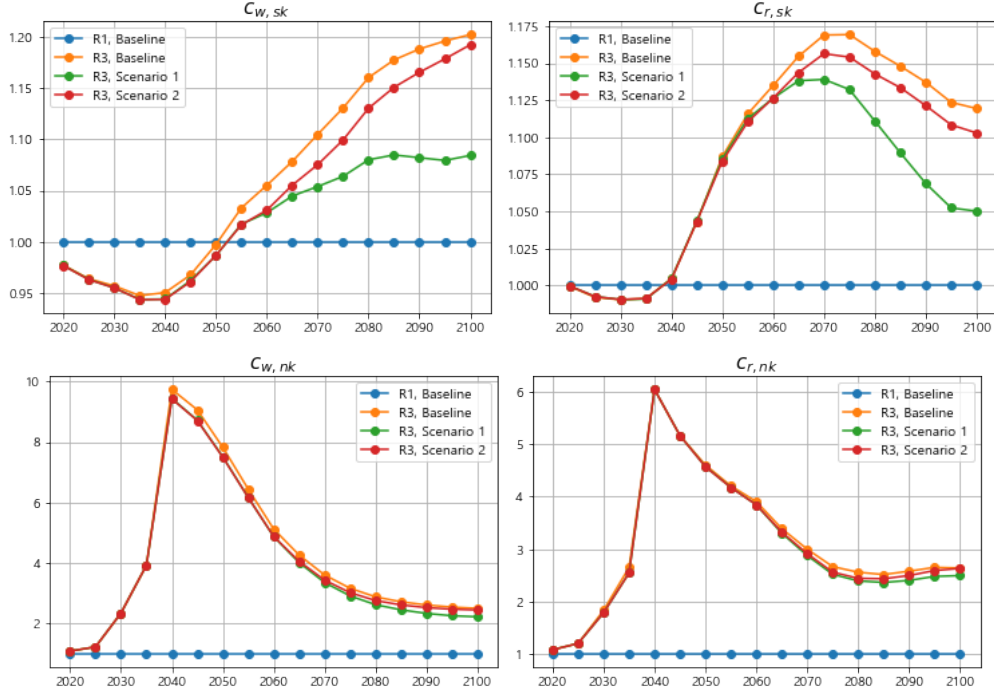 c_w, sk
1.20
1.15
1.10
1.05
1.00
0.95
R1, Baseline
R3, Baseline
R3, Scenario 1
R3, Scenario 2
2020 2030 2040 2050 2060 2070 2080 2090 2100
c_r, sk
1.175
1.150
1.125
1.100
1.075
1.050
1.025
1.000
R1, Baseline
R3, Baseline
R3, Scenario 1
R3, Scenario 2
2020 2030 2040 2050 2060 2070 2080 2090 2100
c_w, nk
10
8
6
4
2
R1, Baseline
R3, Baseline
R3, Scenario 1
R3, Scenario 2
2020 2030 2040 2050 2060 2070 2080 2090 2100
c_r, nk
6
5
4
3
2
1
R1, Baseline
R3, Baseline
R3, Scenario 1
R3, Scenario 2
2020 2030 2040 2050 2060 2070 2080 2090 2100